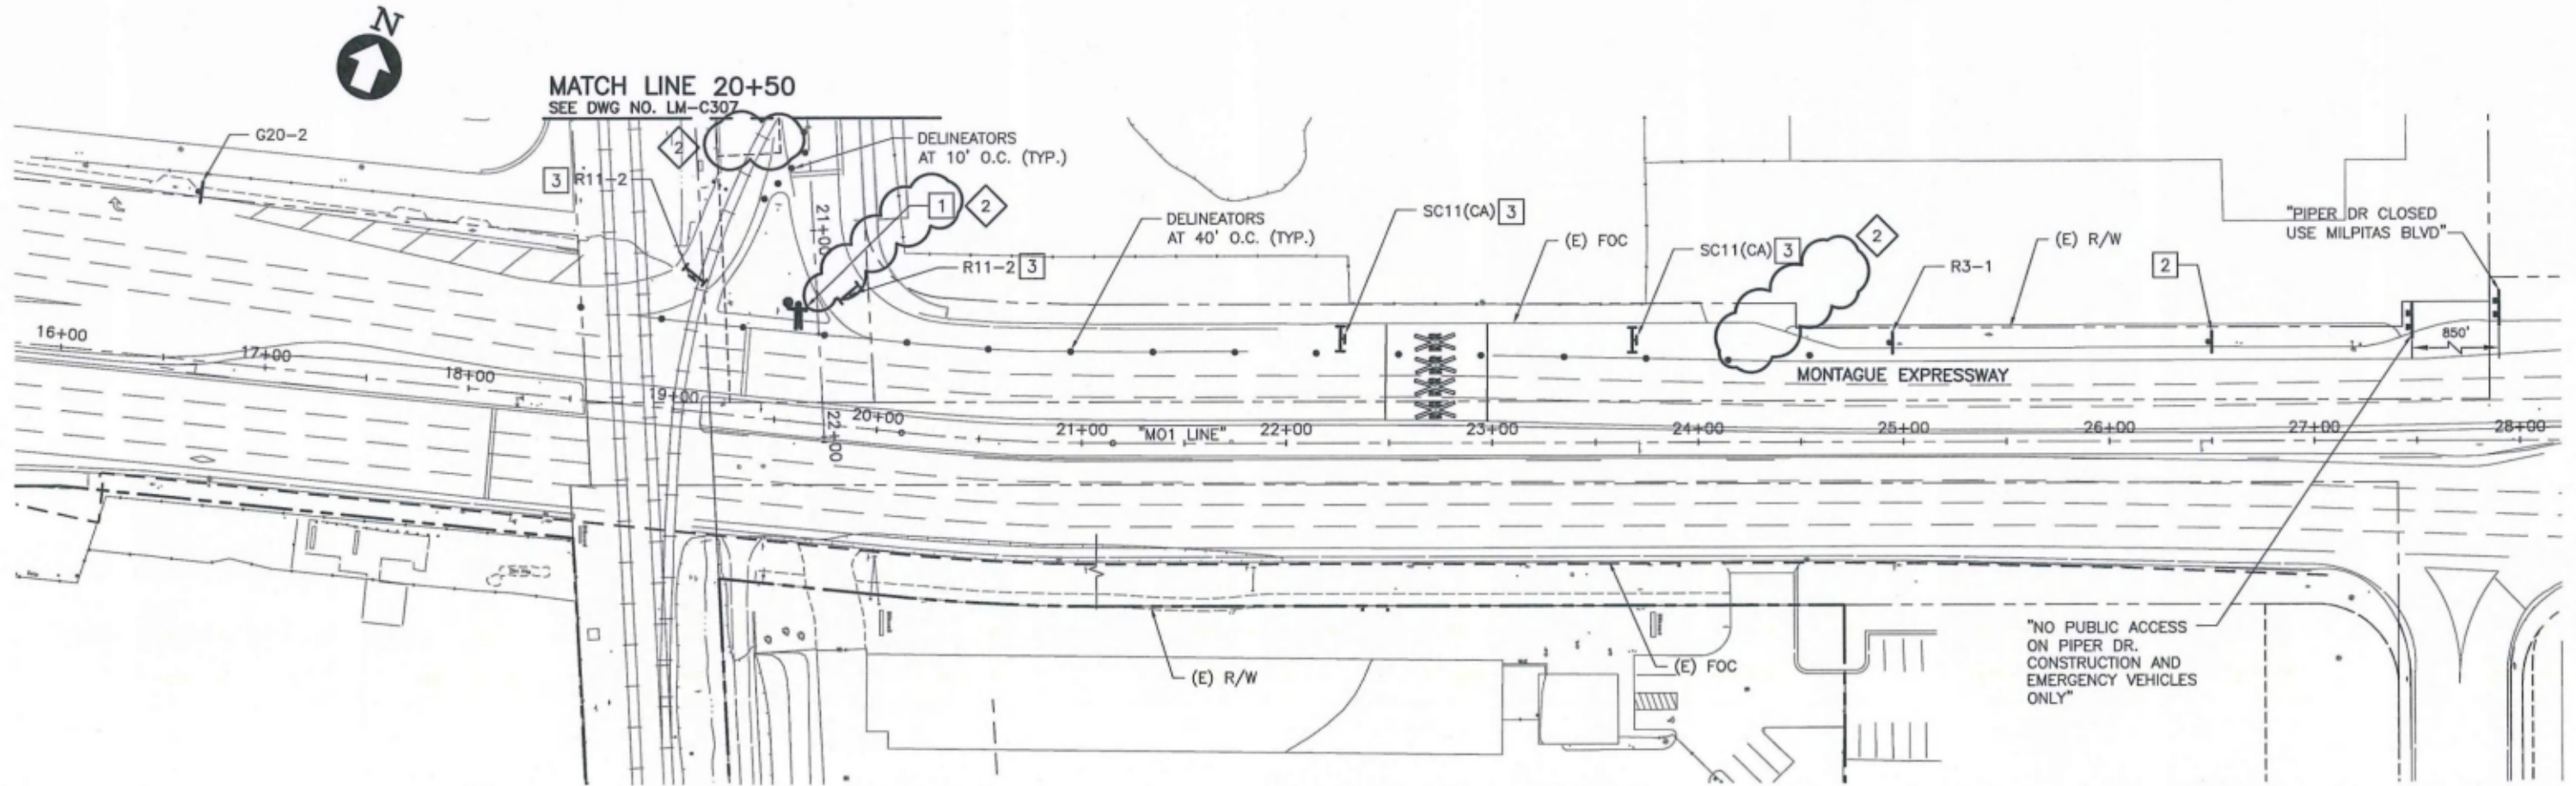 N
MATCH LINE 20+50
SEE DWG NO. LM-C307
G20-2
2
DELINEATORS
AT 10' O.C. (TYP.)
3 R11-2
1 2
21+00
DELINEATORS
AT 40' O.C. (TYP.)
SC11(CA) 3
(E) FOC
SC11(CA) 3
2
(E) R/W
"PIPER DR CLOSED
USE MILPITAS BLVD"
R11-2 3
R3-1
2
850'
16+00
17+00
18+00
19+00
20+00
22+00
MONTAGUE EXPRESSWAY
21+00
"M01 LINE"
22+00
23+00
24+00
25+00
26+00
27+00
28+00
(E) R/W
(E) FOC
"NO PUBLIC ACCESS
ON PIPER DR.
CONSTRUCTION AND
EMERGENCY VEHICLES
ONLY"